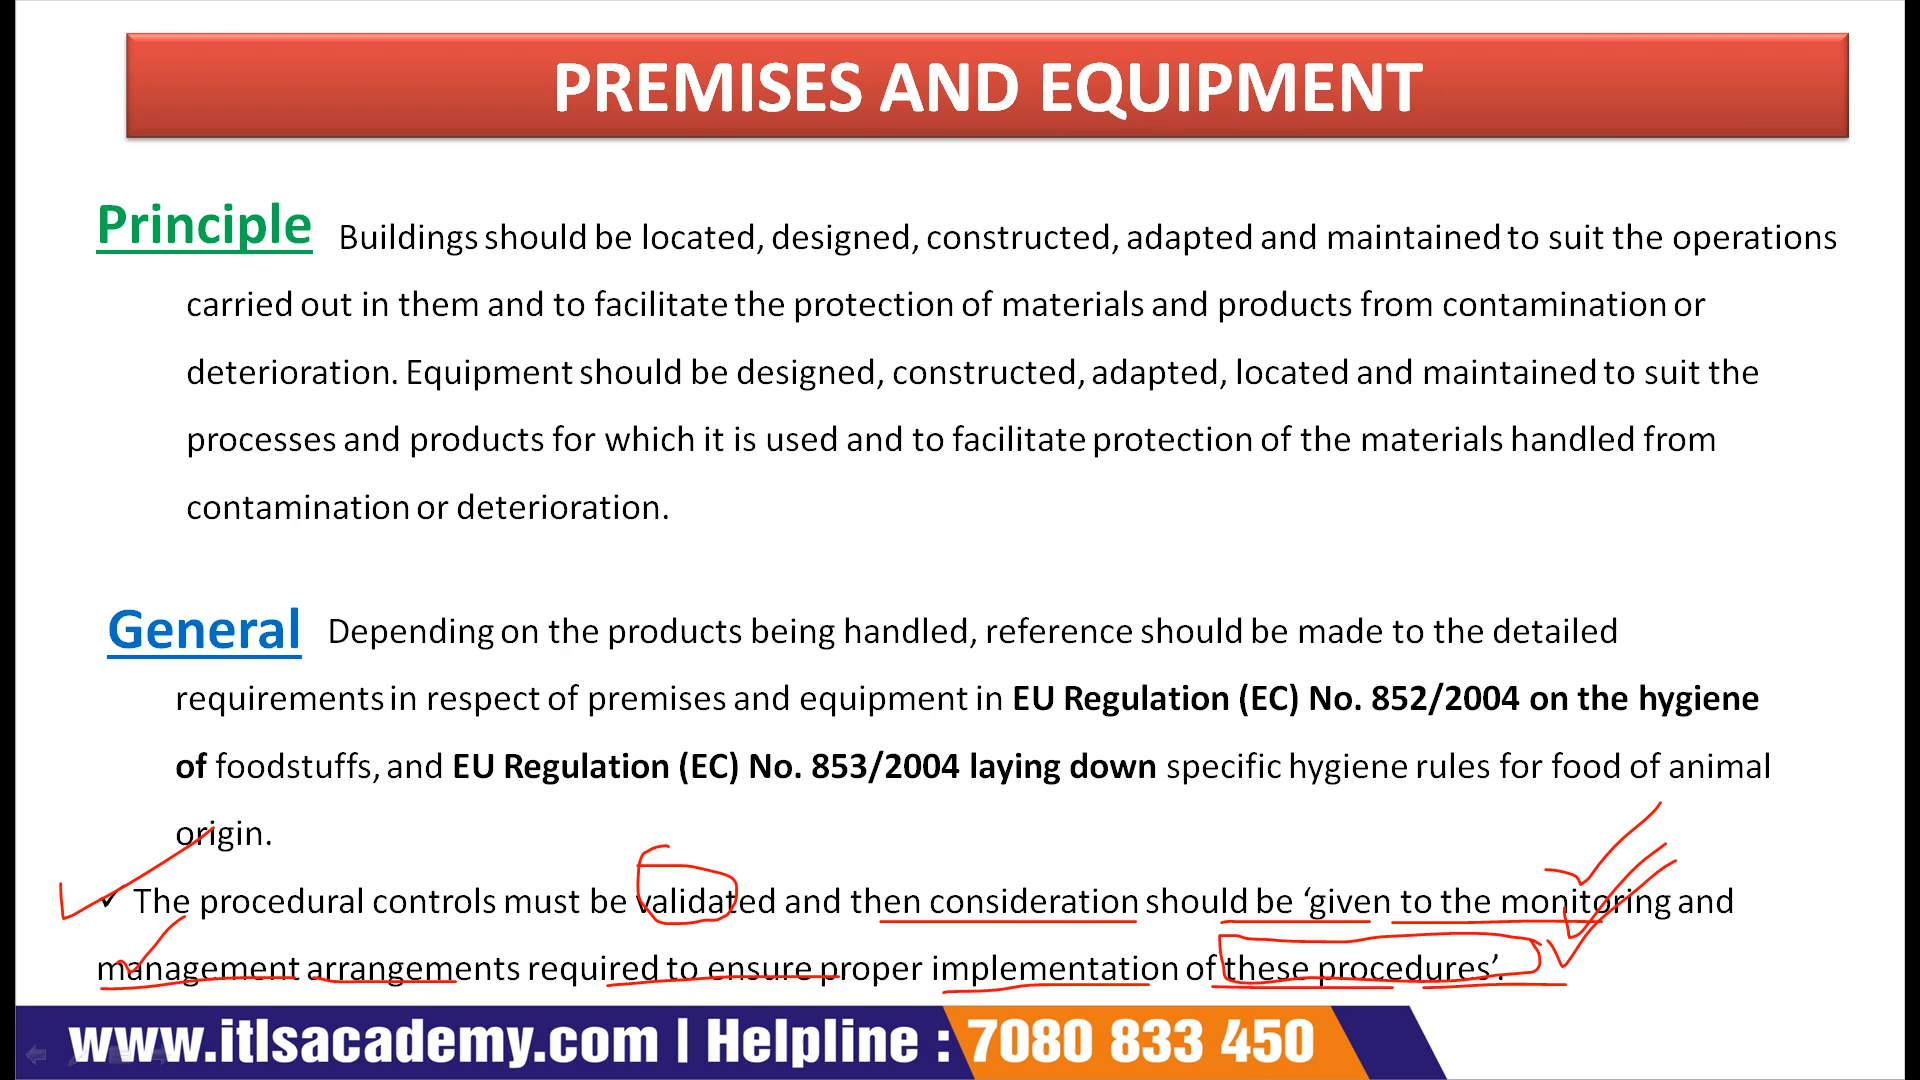 PREMISES AND EQUIPMENT
Principle Buildings should be located, designed, constructed, adapted and maintained to suit the operations
carried out in them and to facilitate the protection of materials and products from contamination or
deterioration. Equipment should be designed, constructed, adapted, located and maintained to suit the
processes and products for which it is used and to facilitate protection of the materials handled from
contamination or deterioration.
General Depending on the products being handled, reference should be made to the detailed
requirements in respect of premises and equipment in EU Regulation (EC) No. 852/2004 on the hygiene
of foodstuffs, and EU Regulation (EC) No. 853/2004 laying down specific hygiene rules for food of animal
origin.
✓ The procedural controls must be validated and then consideration should be ‘given to the monitoring and
management arrangements required to ensure proper implementation of these procedures’.
www.itlsacademy.com | Helpline : 7080 833 450